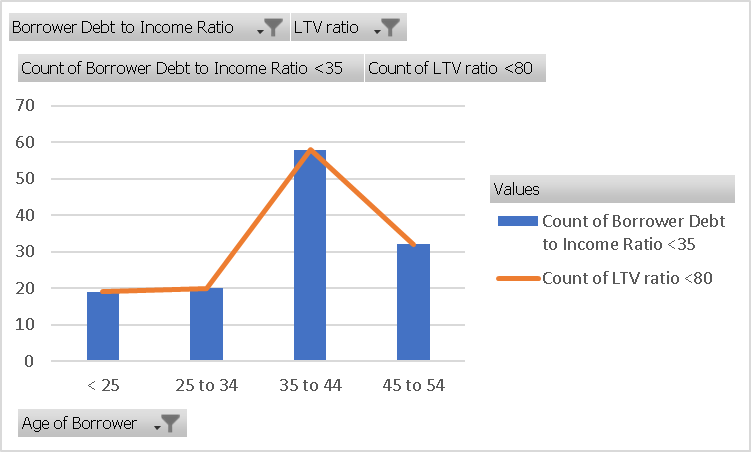 Borrower Debt to Income Ratio LTV ratio
Count of Borrower Debt to Income Ratio <35 Count of LTV ratio <80
70
60
50
40
30
20
10
0
< 25 25 to 34 35 to 44 45 to 54
Values
Count of Borrower Debt
to Income Ratio <35
Count of LTV ratio <80
Age of Borrower